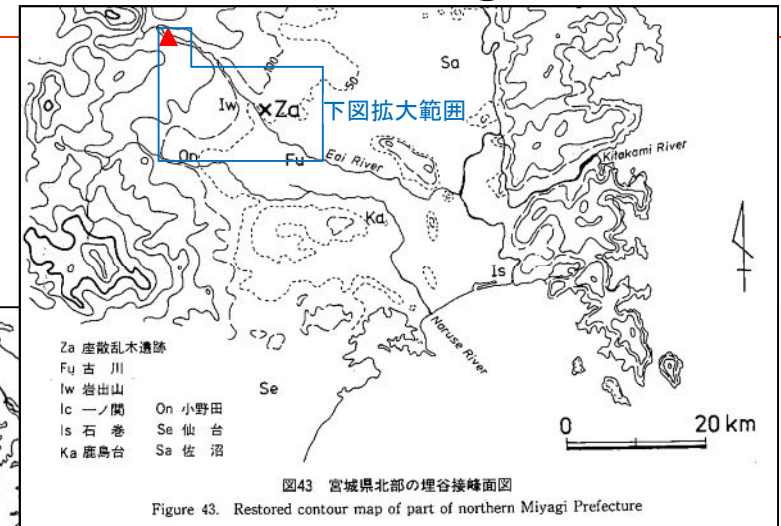 100
50
Sa
Iw
Za
下図拡大範囲
On
Fu
Eai River
Kitakami River
Ka
Is
Naruse River
Za 座散乱木遺跡
Fu 古 川
Iw 岩出山
Ic 一ノ関 On 小野田
Is 石 巻 Se 仙 台
Ka 鹿島台 Sa 佐 沼
Se
0 20 km
図43 宮城県北部の埋谷接峰面図
Figure 43. Restored contour map of part of northern Miyagi Prefecture